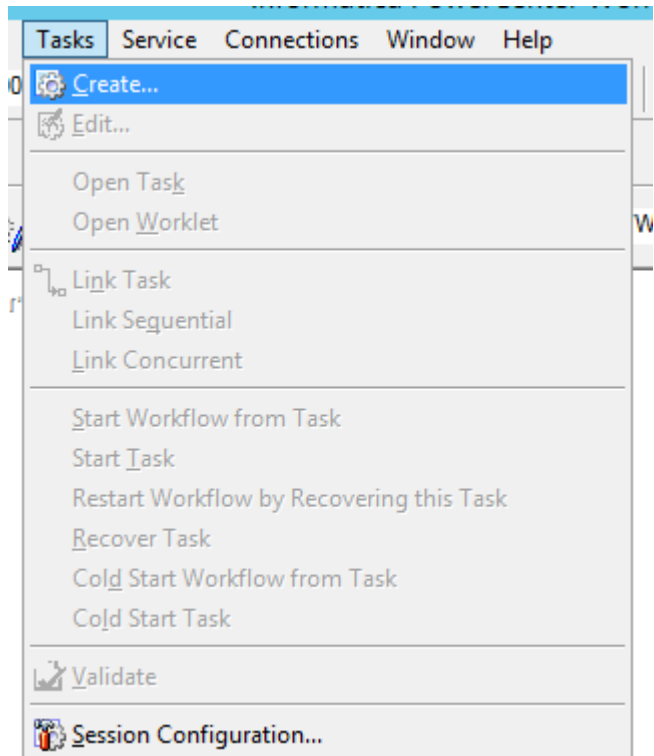 Tasks Service Connections Window Help
Create...
Edit...
Open Task
Open Worklet
Link Task
Link Sequential
Link Concurrent
Start Workflow from Task
Start Task
Restart Workflow by Recovering this Task
Recover Task
Cold Start Workflow from Task
Cold Start Task
Validate
Session Configuration...